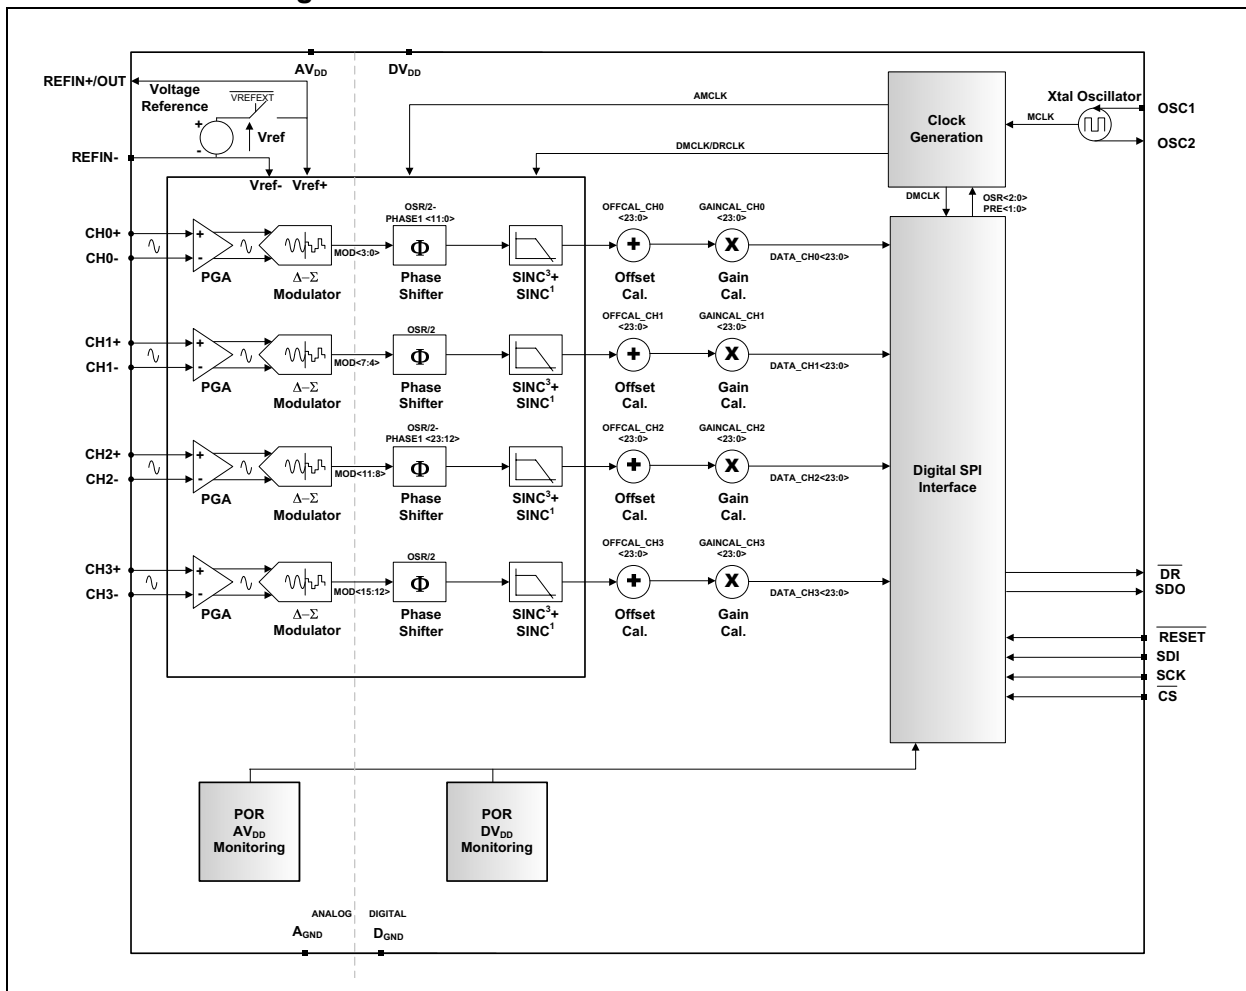 AVDD
DVDD
REFIN+/OUT
Voltage
Reference
VREFEXT
+
-
Vref
REFIN-
Vref-
Vref+
AMCLK
DMCLK/DRCLK
Clock
Generation
MCLK
Xtal Oscillator
OSC1
OSC2
DMCLK
OSR<2:0>
PRE<1:0>
CH0+
CH0-
+
-
PGA
Δ–Σ
Modulator
MOD<3:0>
OSR/2-
PHASE1 <11:0>
Φ
Phase
Shifter
SINC³+
SINC¹
OFFCAL_CH0
<23:0>
+
Offset
Cal.
GAINCAL_CH0
<23:0>
X
Gain
Cal.
DATA_CH0<23:0>
CH1+
CH1-
+
-
PGA
Δ–Σ
Modulator
MOD<7:4>
OSR/2
Φ
Phase
Shifter
SINC³+
SINC¹
OFFCAL_CH1
<23:0>
+
Offset
Cal.
GAINCAL_CH1
<23:0>
X
Gain
Cal.
DATA_CH1<23:0>
CH2+
CH2-
+
-
PGA
Δ–Σ
Modulator
MOD<11:8>
OSR/2-
PHASE1 <23:12>
Φ
Phase
Shifter
SINC³+
SINC¹
OFFCAL_CH2
<23:0>
+
Offset
Cal.
GAINCAL_CH2
<23:0>
X
Gain
Cal.
DATA_CH2<23:0>
CH3+
CH3-
+
-
PGA
Δ–Σ
Modulator
MOD<15:12>
OSR/2
Φ
Phase
Shifter
SINC³+
SINC¹
OFFCAL_CH3
<23:0>
+
Offset
Cal.
GAINCAL_CH3
<23:0>
X
Gain
Cal.
DATA_CH3<23:0>
Digital SPI
Interface
DR
SDO
RESET
SDI
SCK
CS
POR
AVDD
Monitoring
POR
DVDD
Monitoring
ANALOG
DIGITAL
AGND
DGND